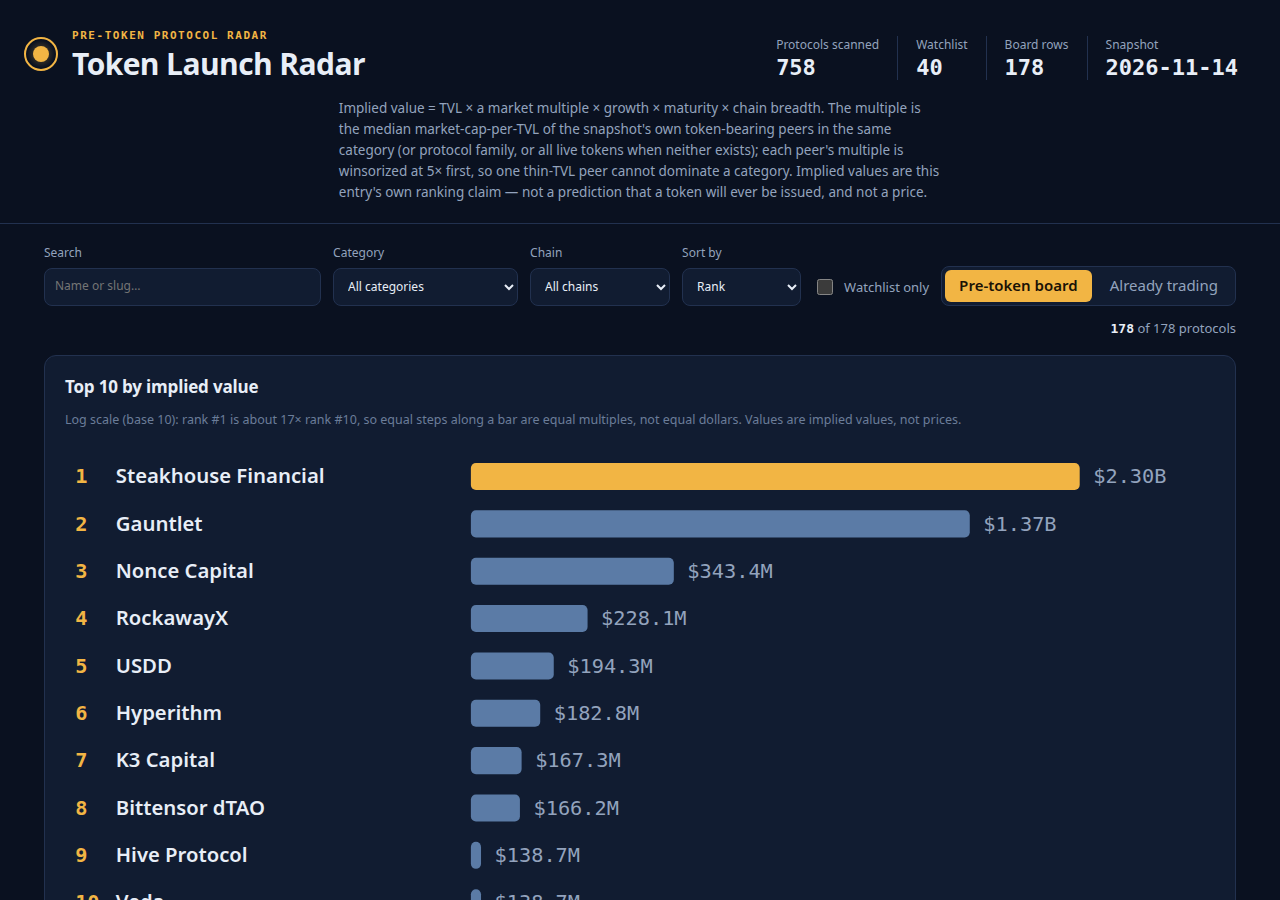 PRE-TOKEN PROTOCOL RADAR
Token Launch Radar
Protocols scanned
758
Watchlist
40
Board rows
178
Snapshot
2026-11-14
Implied value = TVL × a market multiple × growth × maturity × chain breadth. The multiple is
the median market-cap-per-TVL of the snapshot's own token-bearing peers in the same
category (or protocol family, or all live tokens when neither exists); each peer's multiple is
winsorized at 5× first, so one thin-TVL peer cannot dominate a category. Implied values are this
entry's own ranking claim — not a prediction that a token will ever be issued, and not a price.
Search
Name or slug...
Category
All categories
Chain
All chains
Sort by
Rank
Watchlist only
Pre-token board
Already trading
178 of 178 protocols
Top 10 by implied value
Log scale (base 10): rank #1 is about 17× rank #10, so equal steps along a bar are equal multiples, not equal dollars. Values are implied values, not prices.
1 Steakhouse Financial $2.30B
2 Gauntlet $1.37B
3 Nonce Capital $343.4M
4 RockawayX $228.1M
5 USDD $194.3M
6 Hyperithm $182.8M
7 K3 Capital $167.3M
8 Bittensor dTAO $166.2M
9 Hive Protocol $138.7M
10 Veda $138.7M